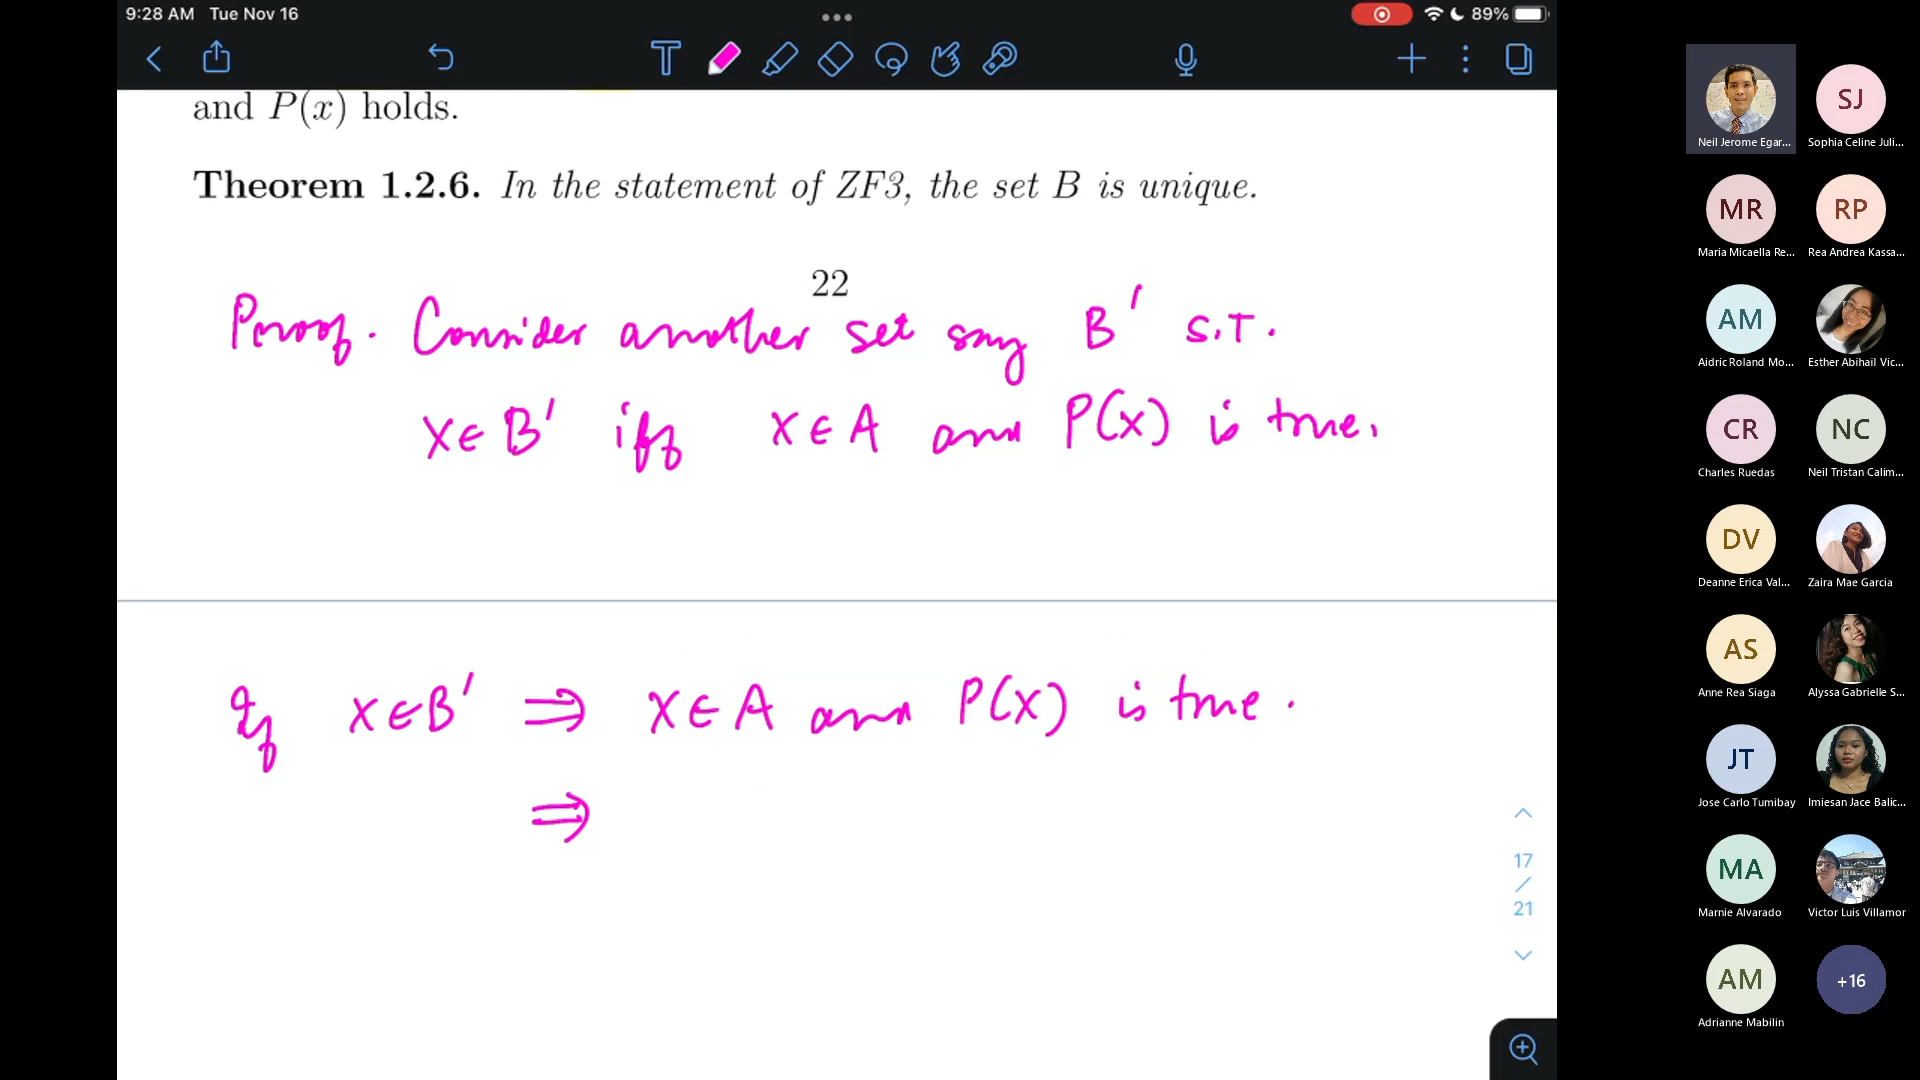 9:28 AM Tue Nov 16
89%
and P(x) holds.
Theorem 1.2.6. In the statement of ZF3, the set B is unique.
22
Proof. Consider another set say B' s.t.
x∈B' iff x∈A and P(x) is true.
If x∈B' ⇒ x∈A and P(x) is true.
⇒
17
/
21
Neil Jerome Egar...
SJ
Sophia Celine Juli...
MR
Maria Micaella Re...
RP
Rea Andrea Kassa...
AM
Aidric Roland Mo...
Esther Abihail Vic...
CR
Charles Ruedas
NC
Neil Tristan Calim...
DV
Deanne Erica Val...
Zaira Mae Garcia
AS
Anne Rea Siaga
Alyssa Gabrielle S...
JT
Jose Carlo Tumibay
Imiesan Jace Balic...
MA
Marnie Alvarado
Victor Luis Villamor
AM
Adrianne Mabilin
+16